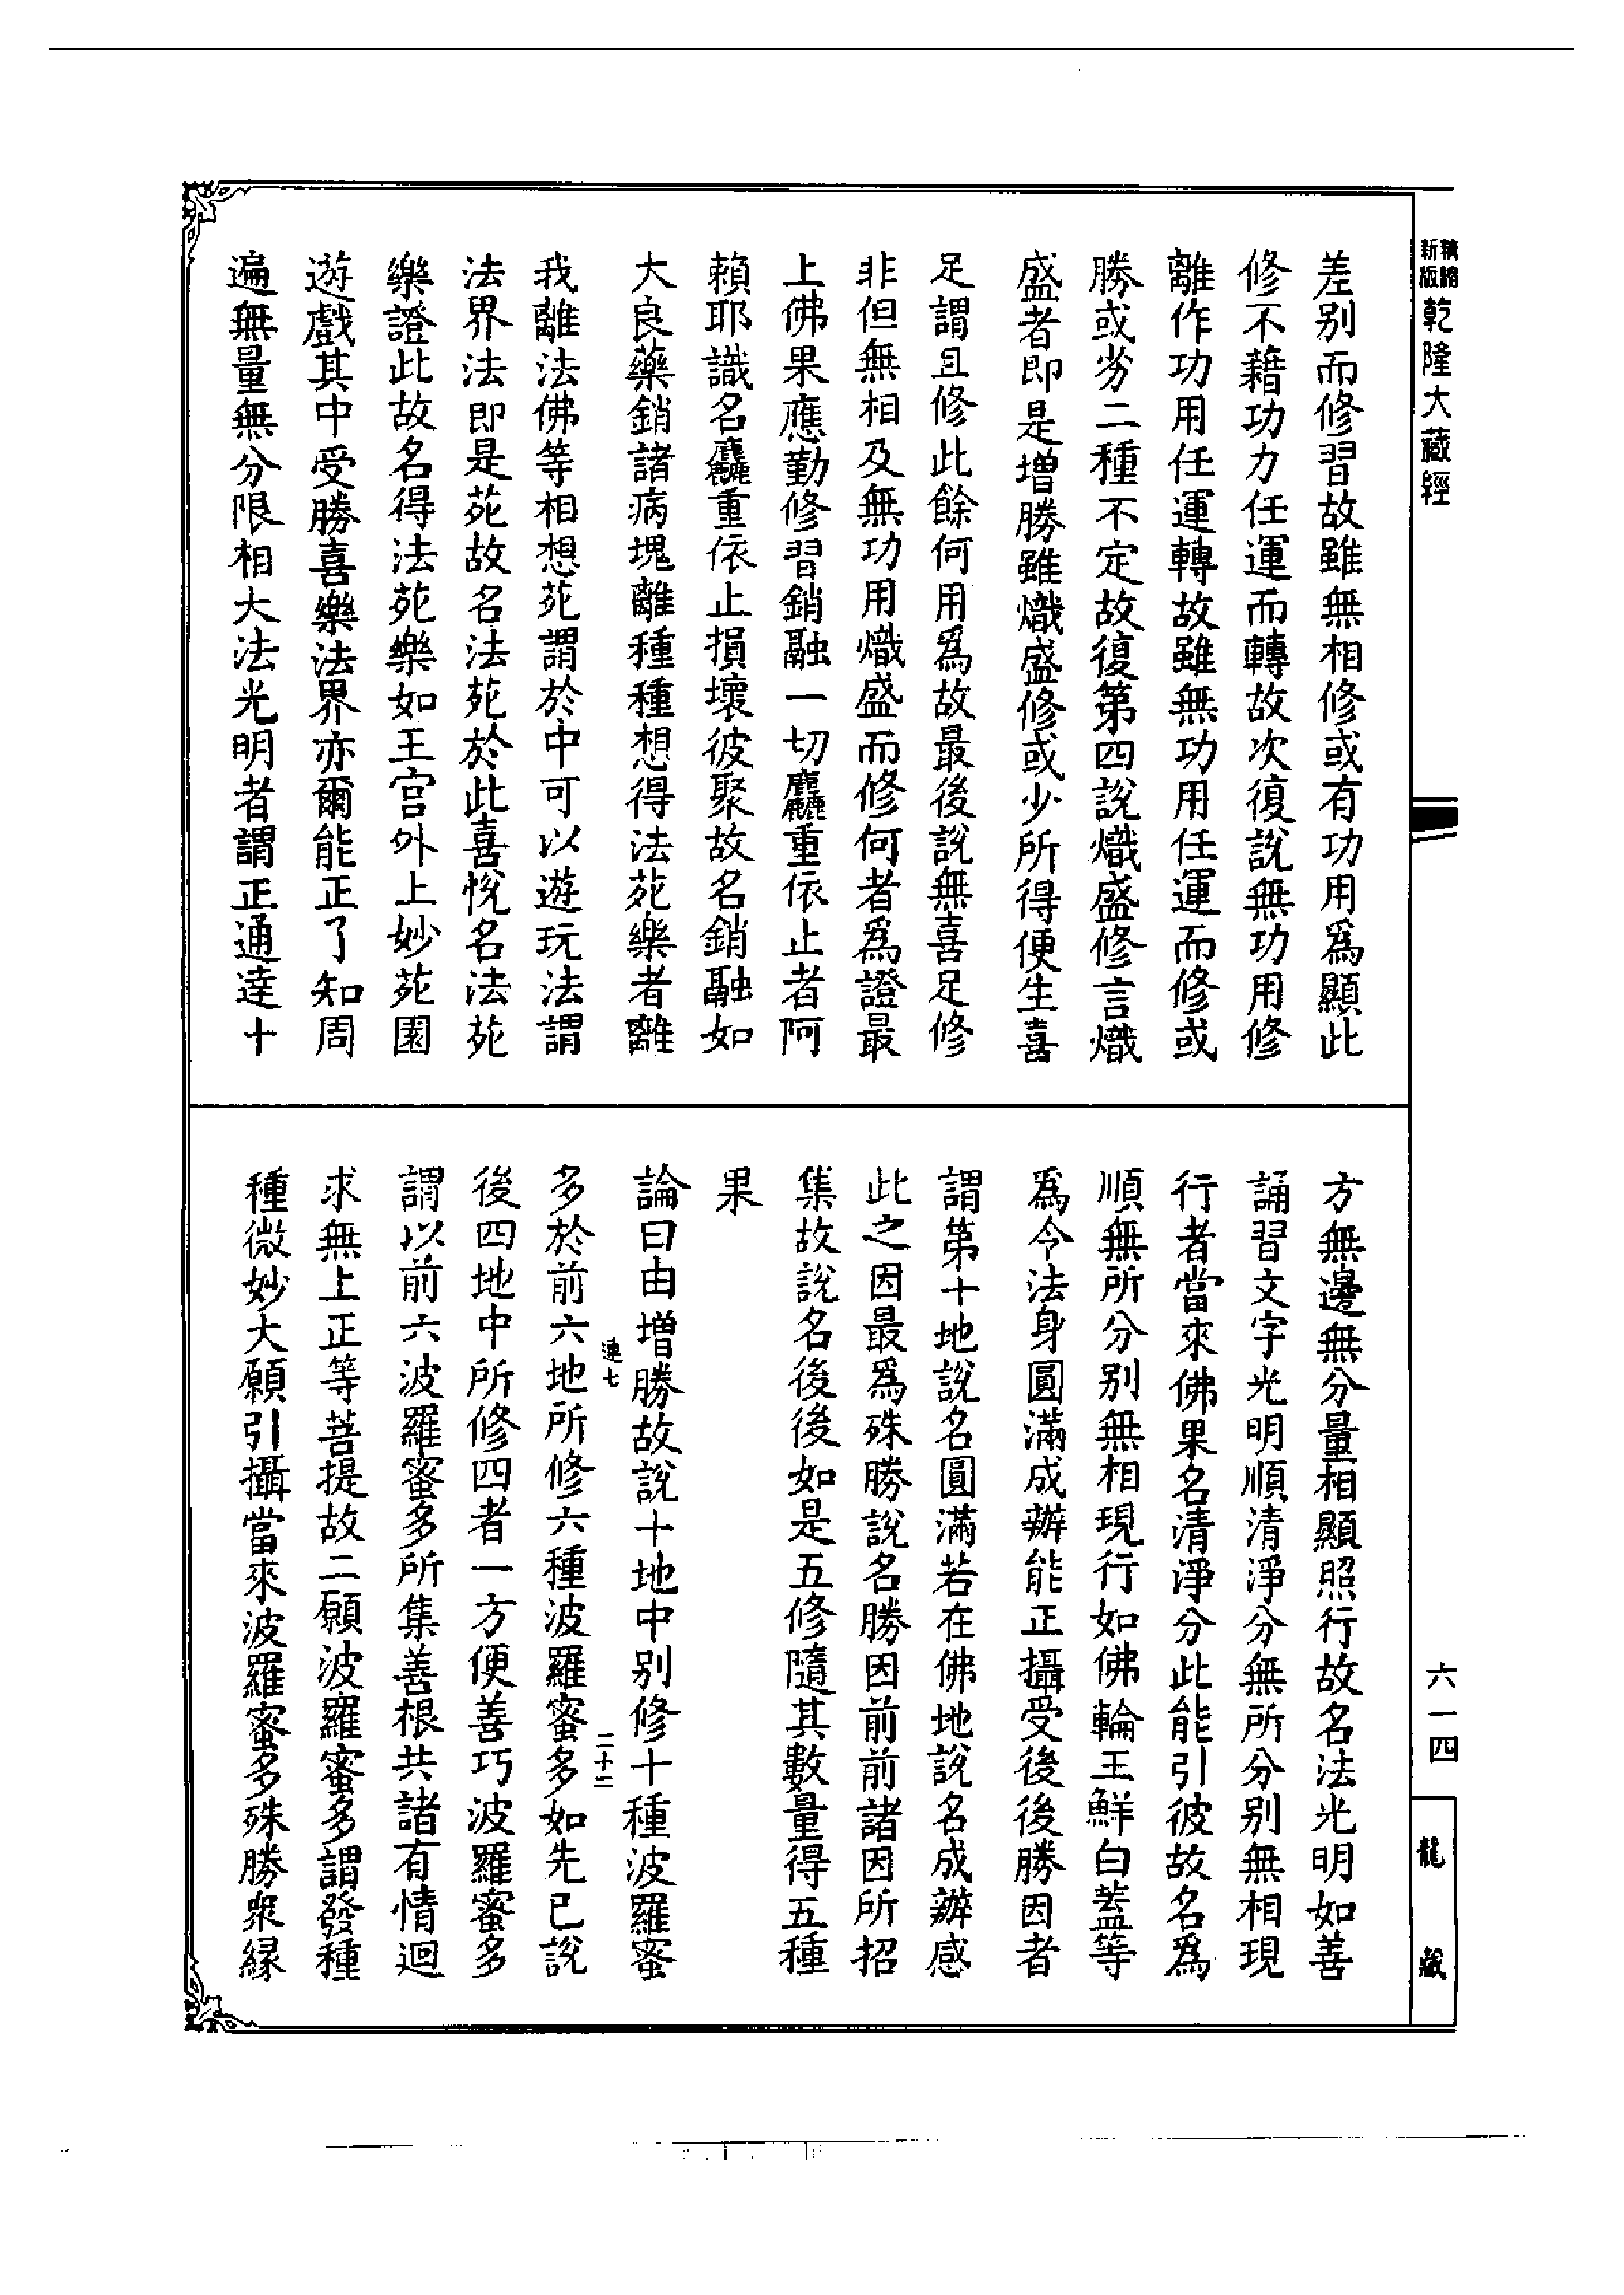 精縮新版乾隆大藏經
差别而修習故雖無相修或有功用爲顯此
修不藉功力任運而轉故次復說無功用修
離作功用任運轉故雖無功用任運而修或
勝或劣二種不定故復第四說熾盛修言熾
盛者即是增勝雖熾盛修或少所得便生喜
足謂且修此餘何用爲故最後說無喜足修
非但無相及無功用熾盛而修何者爲證最
上佛果應勤修習銷融一切麤重依止者阿
賴耶識名麤重依止損壞彼聚故名銷融如
大良藥銷諸病塊離種種想得法苑樂者離
我離法佛等相想苑謂於中可以遊玩法謂
法界法即是苑故名法苑於此喜悅名法苑
樂證此故名得法苑樂如王宫外上妙苑園
遊戲其中受勝喜樂法界亦爾能正了知周
遍無量無分限相大法光明者謂正通達十
方無邊無分量相顯照行故名法光明如善
誦習文字光明順清淨分無所分别無相現
行者當來佛果名清淨分此能引彼故名爲
順無所分别無相現行如佛輪王鮮白蓋等
爲令法身圓滿成辦能正攝受後後勝因者
謂第十地說名圓滿若在佛地說名成辦感
此之因最爲殊勝說名勝因前前諸因所招
集故說名後後如是五修隨其數量得五種
果
論曰由增勝故說十地中别修十種波羅蜜
連七
二十二
多於前六地所修六種波羅蜜多如先已說
後四地中所修四者一方便善巧波羅蜜多
謂以前六波羅蜜多所集善根共諸有情迴
求無上正等菩提故二願波羅蜜多謂發種
種微妙大願引攝當來波羅蜜多殊勝衆緣
六一四
龍藏